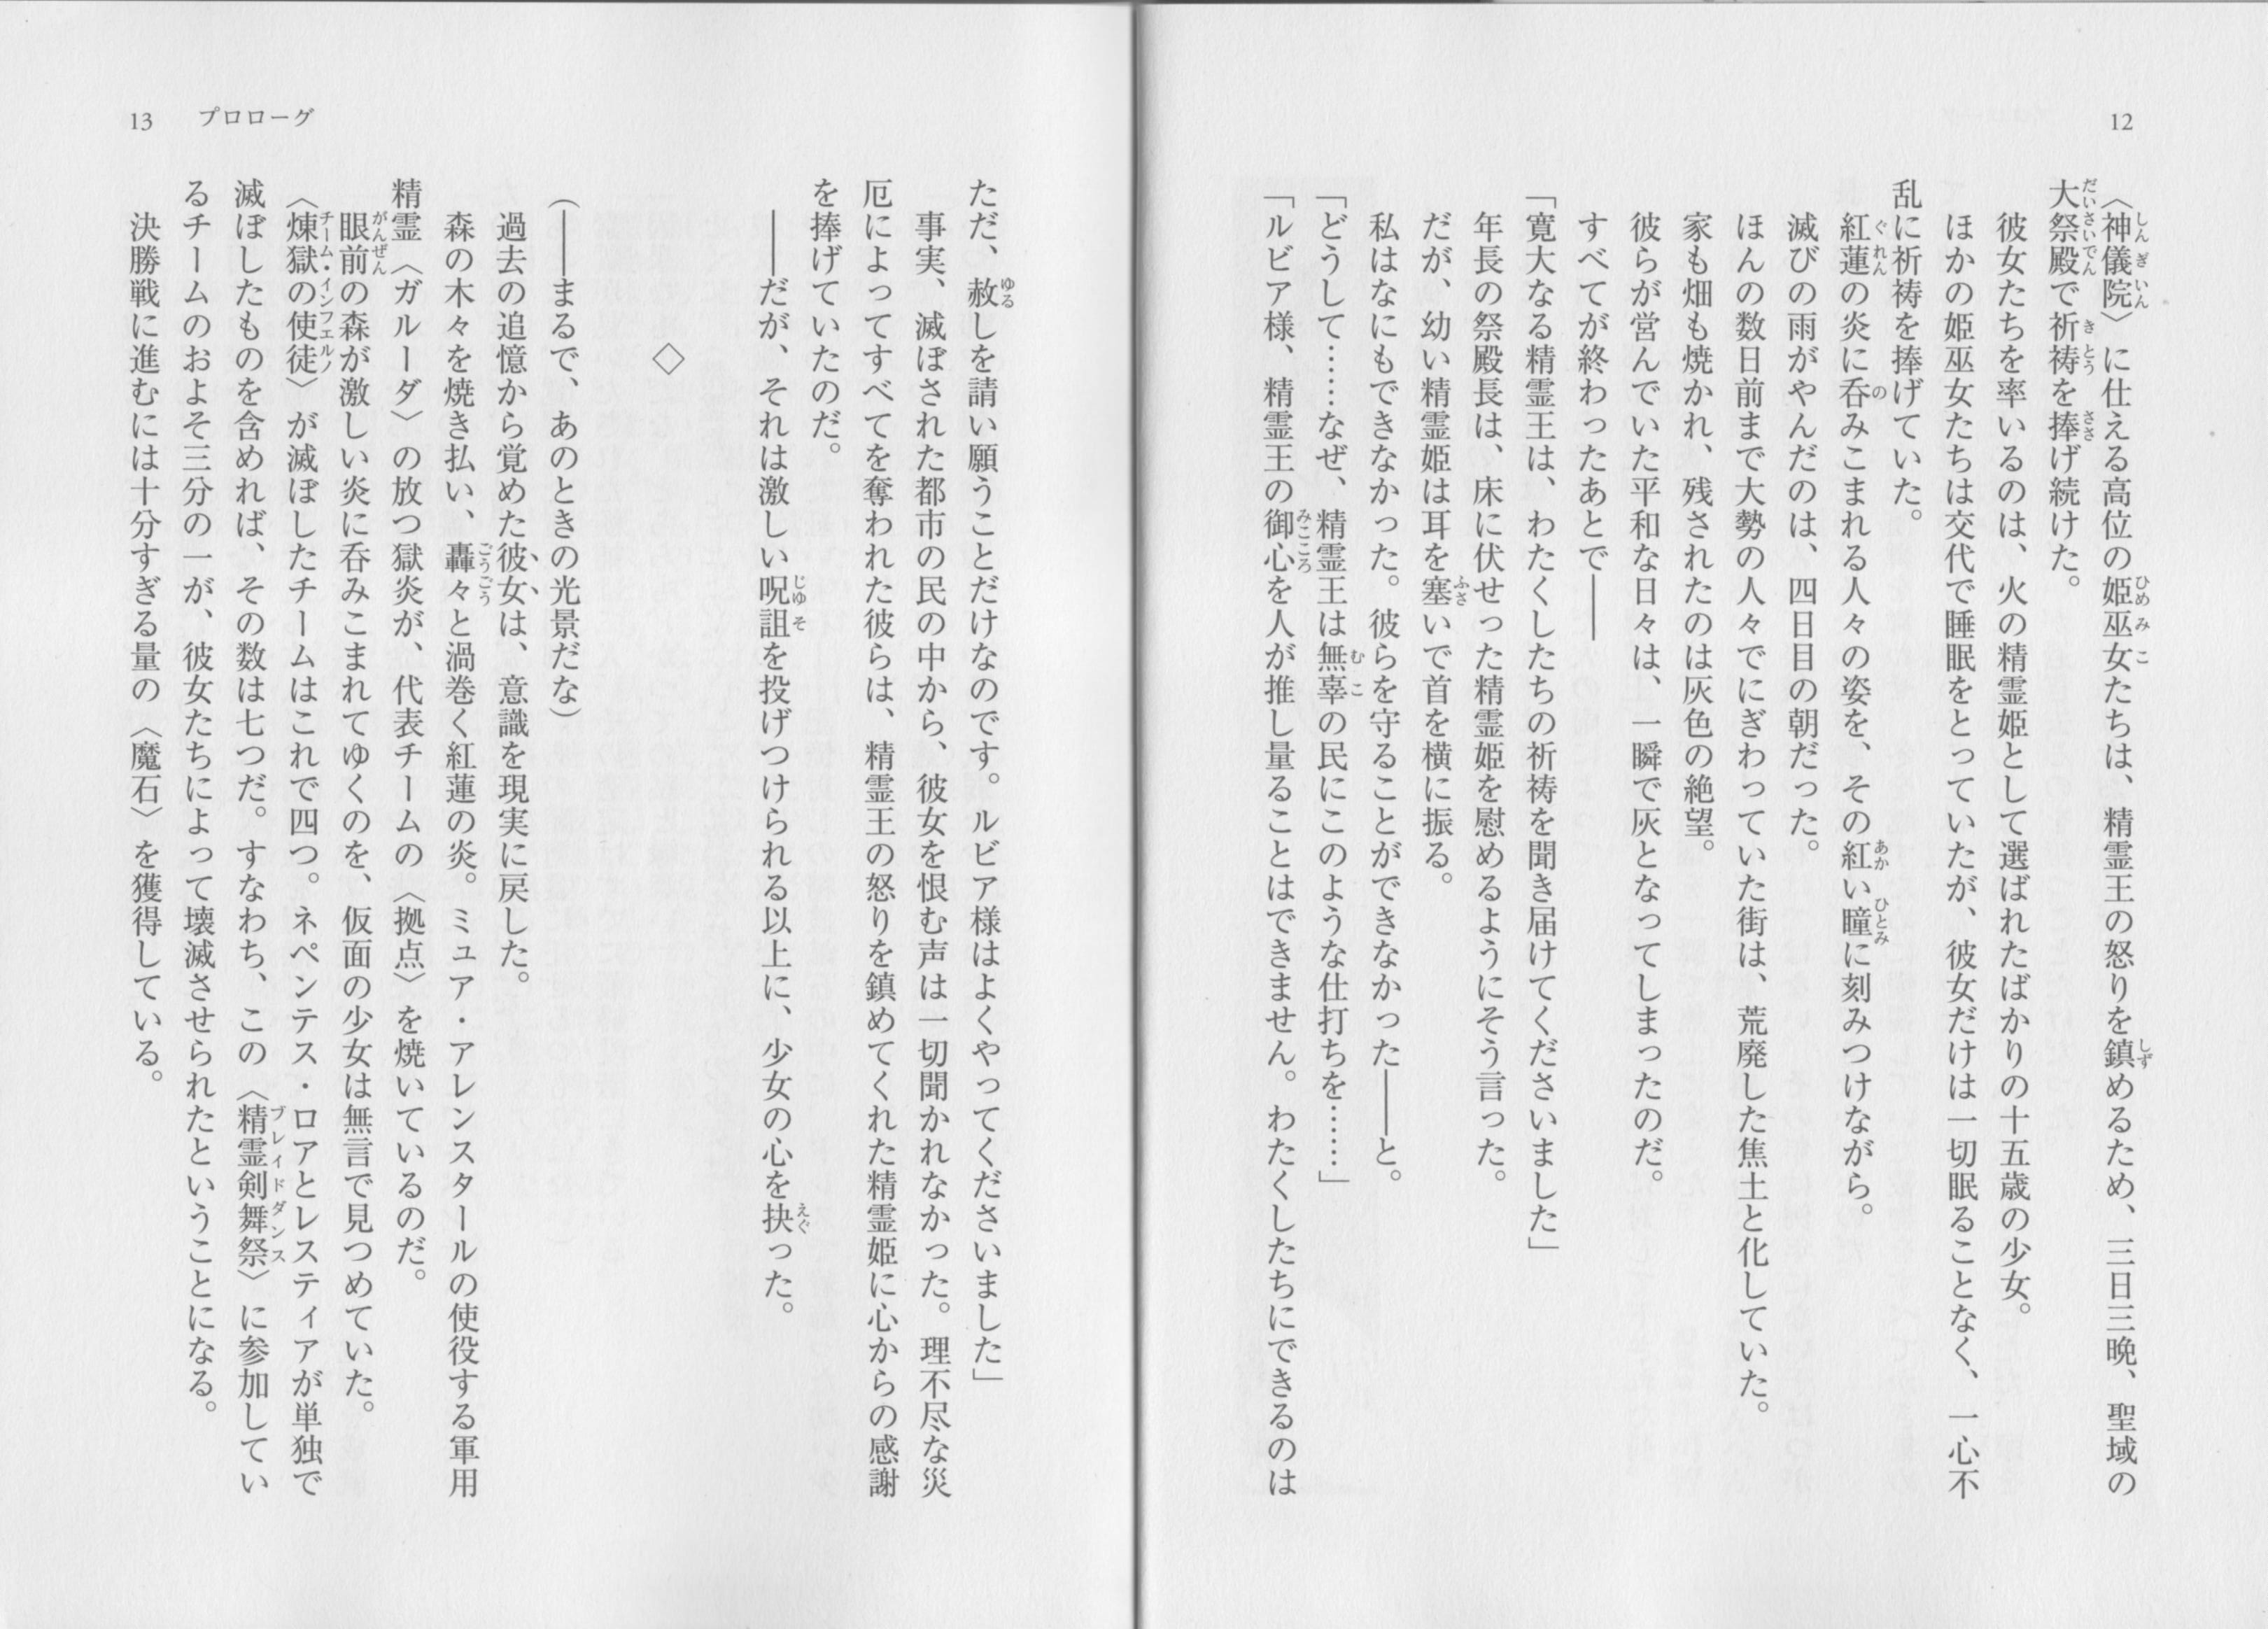 12
〈神儀院〉に仕える高位の姫巫女たちは、精霊王の怒りを鎮めるため、三日三晩、聖域の
大祭殿で祈祷を捧げ続けた。
彼女たちを率いるのは、火の精霊姫として選ばれたばかりの十五歳の少女。
ほかの姫巫女たちは交代で睡眠をとっていたが、彼女だけは一切眠ることなく、一心不
乱に祈祷を捧げていた。
紅蓮の炎に呑みこまれる人々の姿を、その紅い瞳に刻みつけながら。
滅びの雨がやんだのは、四日目の朝だった。
ほんの数日前まで大勢の人々でにぎわっていた街は、荒廃した焦土と化していた。
家も畑も焼かれ、残されたのは灰色の絶望。
彼らが営んでいた平和な日々は、一瞬で灰となってしまったのだ。
すべてが終わったあとで――
「寛大なる精霊王は、わたくしたちの祈祷を聞き届けてくださいました」
年長の祭殿長は、床に伏せった精霊姫を慰めるようにそう言った。
だが、幼い精霊姫は耳を塞いで首を横に振る。
私はなにもできなかった。彼らを守ることができなかった――と。
「どうして……なぜ、精霊王は無辜の民にこのような仕打ちを……」
「ルビア様、精霊王の御心を人が推し量ることはできません。わたくしたちにできるのは
13 プロローグ
ただ、赦しを請い願うことだけなのです。ルビア様はよくやってくださいました」
事実、滅ぼされた都市の民の中から、彼女を恨む声は一切聞かれなかった。理不尽な災
厄によってすべてを奪われた彼らは、精霊王の怒りを鎮めてくれた精霊姫に心からの感謝
を捧げていたのだ。
――だが、それは激しい呪詛を投げつけられる以上に、少女の心を抉った。
◇
(――まるで、あのときの光景だな)
過去の追憶から覚めた彼女は、意識を現実に戻した。
森の木々を焼き払い、轟々と渦巻く紅蓮の炎。ミュア・アレンスタールの使役する軍用
精霊〈ガルーダ〉の放つ獄炎が、代表チームの〈拠点〉を焼いているのだ。
眼前の森が激しい炎に呑みこまれてゆくのを、仮面の少女は無言で見つめていた。
〈煉獄の使徒〉が滅ぼしたチームはこれで四つ。ネペンテス・ロアとレスティアが単独で
滅ぼしたものを含めれば、その数は七つだ。すなわち、この〈精霊剣舞祭〉に参加してい
るチームのおよそ三分の一が、彼女たちによって壊滅させられたということになる。
決勝戦に進むには十分すぎる量の〈魔石〉を獲得している。